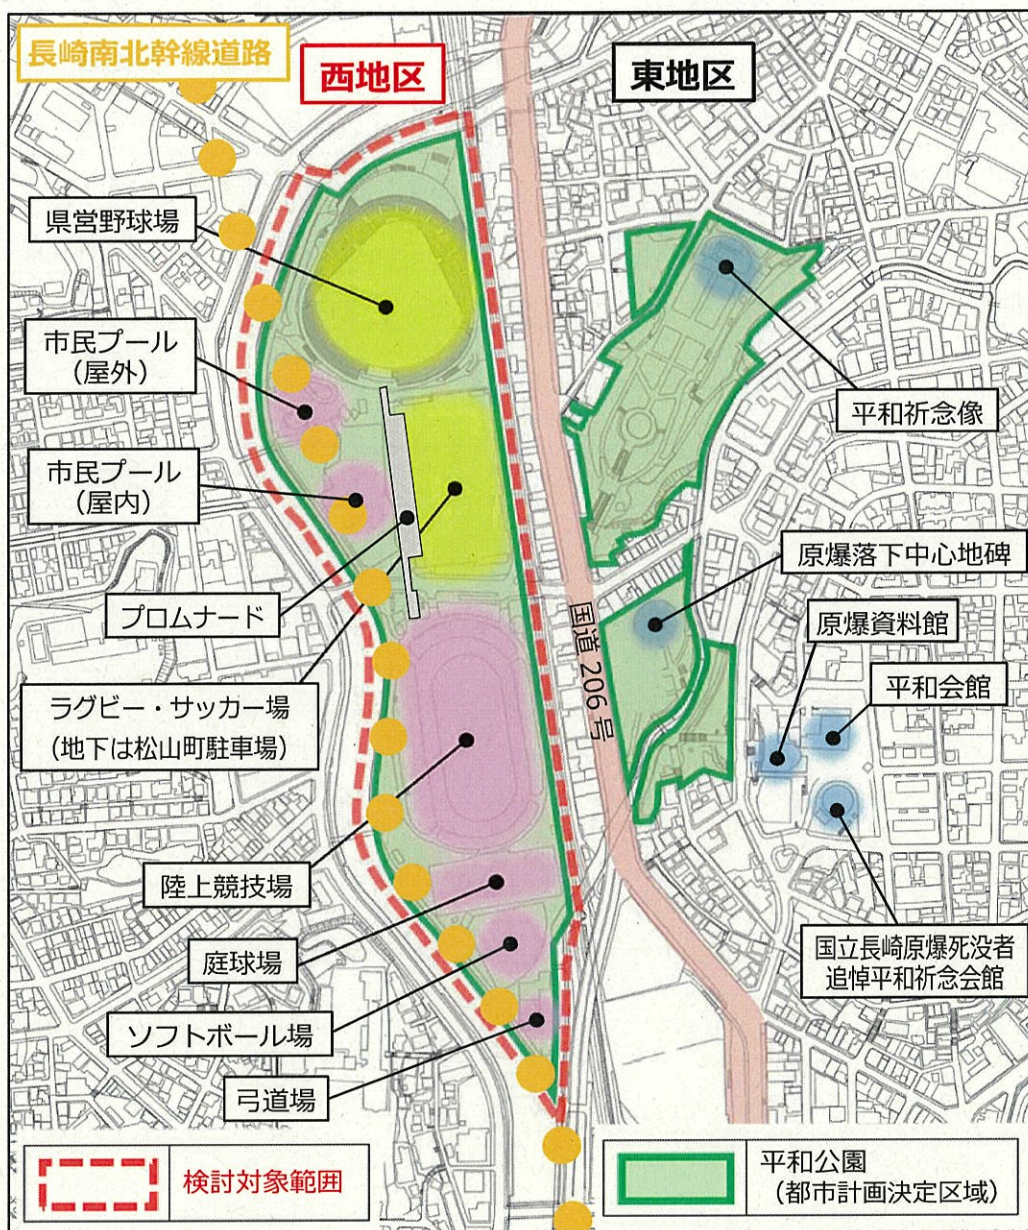 長崎南北幹線道路
西地区
東地区
県営野球場
市民プール
（屋外）
平和祈念像
市民プール
（屋内）
原爆落下中心地碑
プロムナード
原爆資料館
国道206号
平和会館
ラグビー・サッカー場
（地下は松山町駐車場）
陸上競技場
庭球場
国立長崎原爆死没者
追悼平和祈念会館
ソフトボール場
弓道場
検討対象範囲
平和公園
（都市計画決定区域）